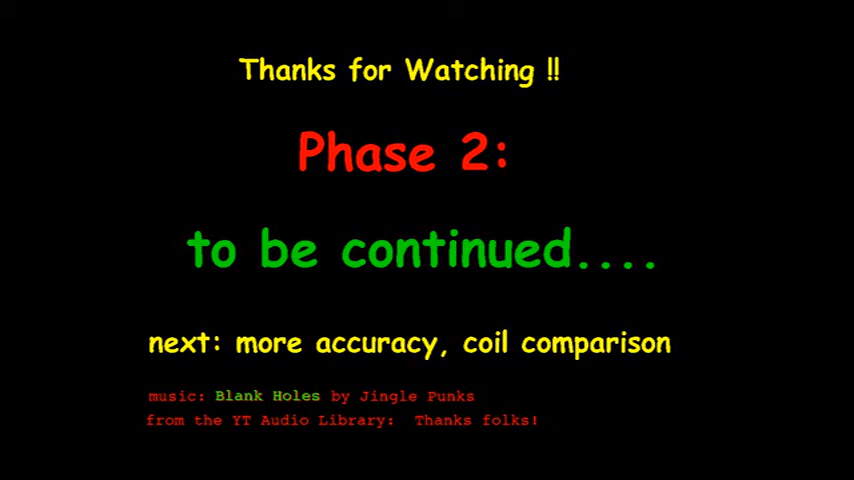 Thanks for Watching !!
Phase 2:
to be continued....
next: more accuracy, coil comparison
music: Blank Holes by Jingle Punks
from the YT Audio Library: Thanks folks!